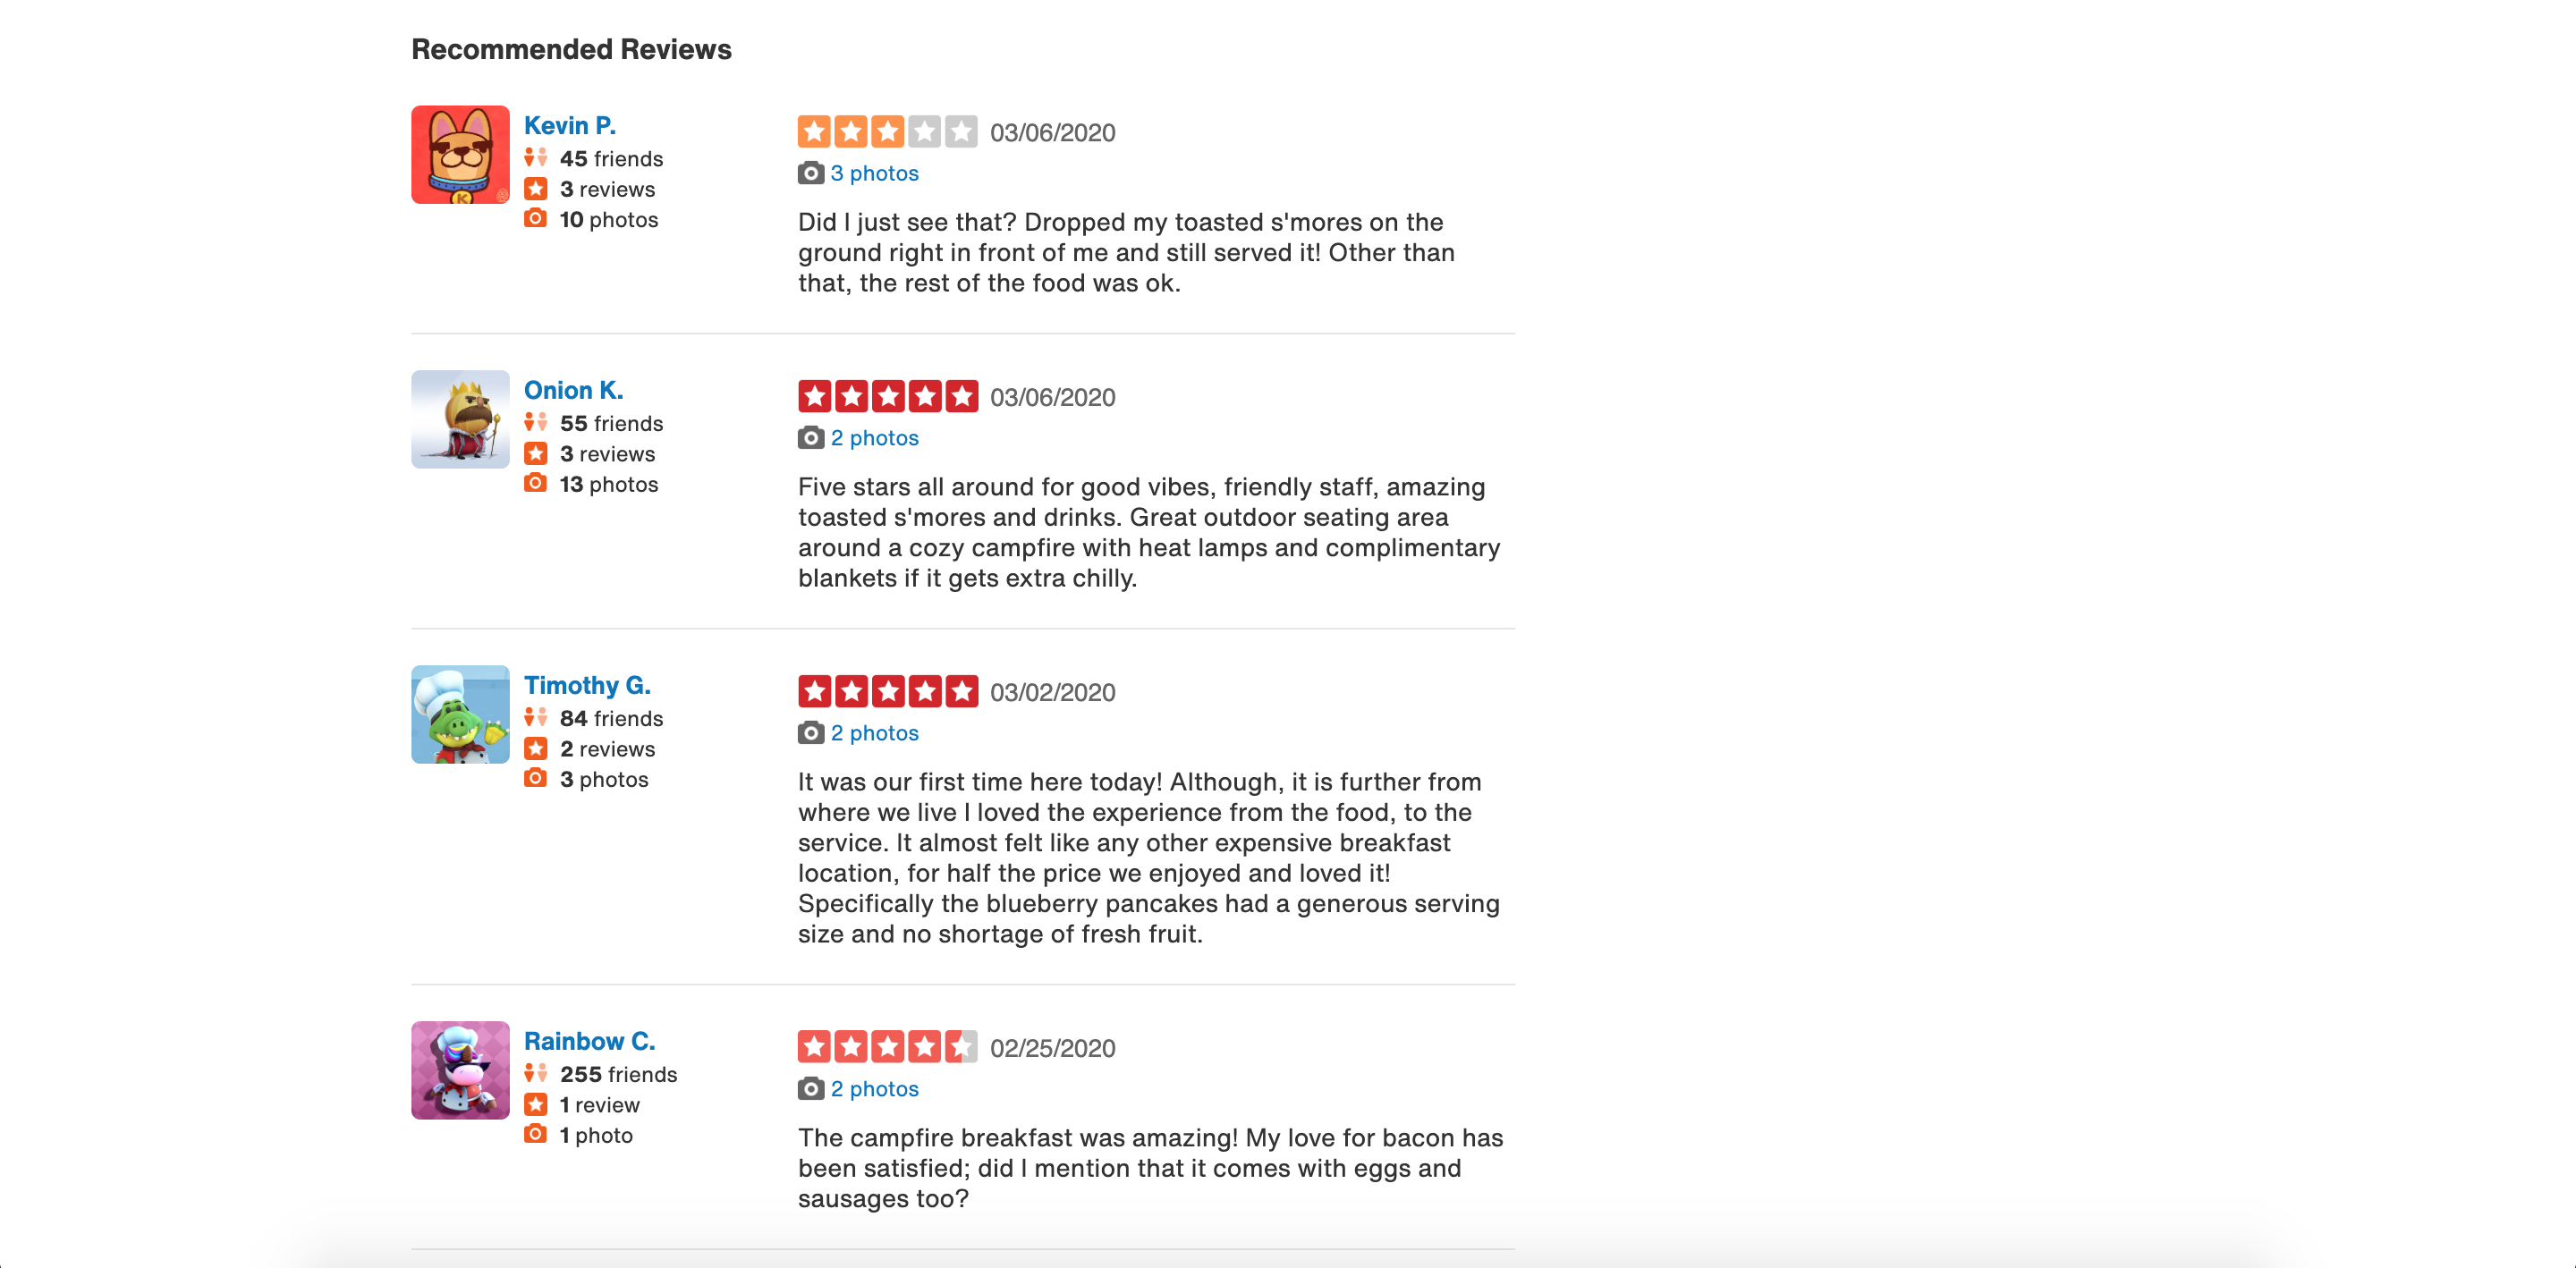 Recommended Reviews
Kevin P.
45 friends
3 reviews
10 photos
03/06/2020
3 photos
Did I just see that? Dropped my toasted s'mores on the
ground right in front of me and still served it! Other than
that, the rest of the food was ok.
Onion K.
55 friends
3 reviews
13 photos
03/06/2020
2 photos
Five stars all around for good vibes, friendly staff, amazing
toasted s'mores and drinks. Great outdoor seating area
around a cozy campfire with heat lamps and complimentary
blankets if it gets extra chilly.
Timothy G.
84 friends
2 reviews
3 photos
03/02/2020
2 photos
It was our first time here today! Although, it is further from
where we live I loved the experience from the food, to the
service. It almost felt like any other expensive breakfast
location, for half the price we enjoyed and loved it!
Specifically the blueberry pancakes had a generous serving
size and no shortage of fresh fruit.
Rainbow C.
255 friends
1 review
1 photo
02/25/2020
2 photos
The campfire breakfast was amazing! My love for bacon has
been satisfied; did I mention that it comes with eggs and
sausages too?